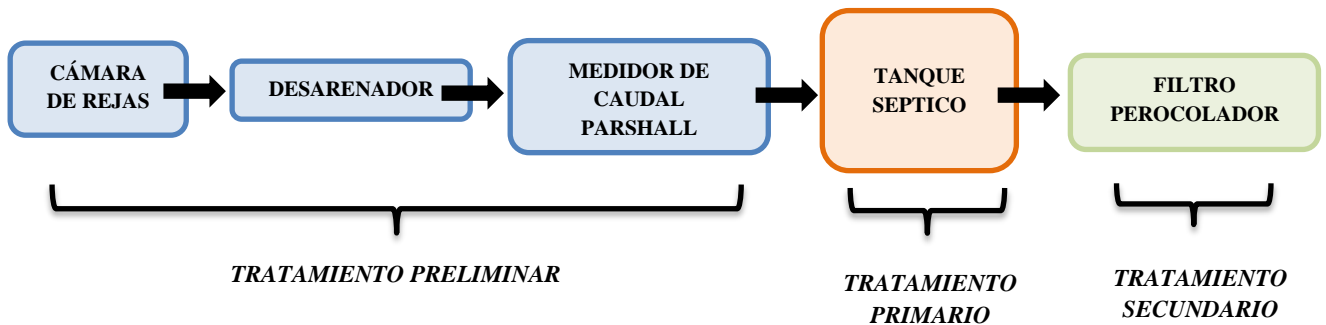 CÁMARA
DE REJAS
DESARENADOR
MEDIDOR DE
CAUDAL
PARSHALL
TANQUE
SEPTICO
FILTRO
PEROCOLADOR
TRATAMIENTO PRELIMINAR
TRATAMIENTO
PRIMARIO
TRATAMIENTO
SECUNDARIO